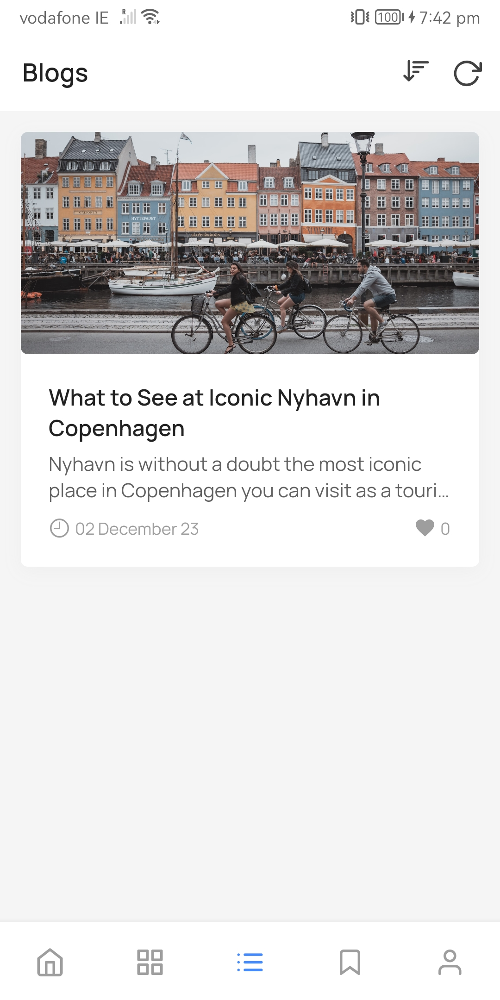 vodafone IE
R
100
7:42 pm
Blogs
GALIONEN
HYTTEFADET
SKIPPERKROEN
What to See at Iconic Nyhavn in
Copenhagen
Nyhavn is without a doubt the most iconic
place in Copenhagen you can visit as a touri...
02 December 23
0